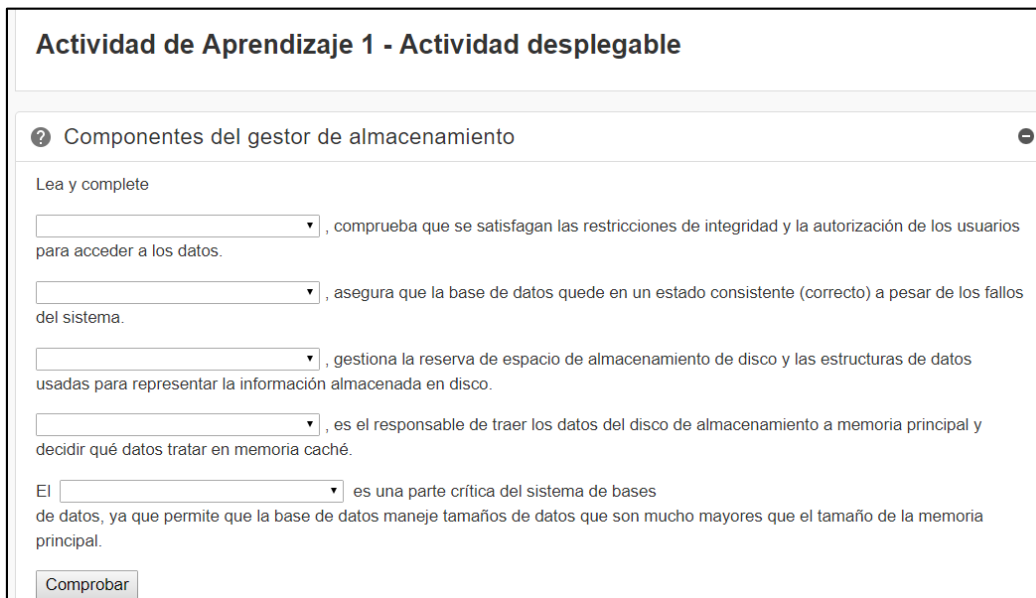 Actividad de Aprendizaje 1 - Actividad desplegable
Componentes del gestor de almacenamiento
Lea y complete
, comprueba que se satisfagan las restricciones de integridad y la autorización de los usuarios
para acceder a los datos.
, asegura que la base de datos quede en un estado consistente (correcto) a pesar de los fallos
del sistema.
, gestiona la reserva de espacio de almacenamiento de disco y las estructuras de datos
usadas para representar la información almacenada en disco.
, es el responsable de traer los datos del disco de almacenamiento a memoria principal y
decidir qué datos tratar en memoria caché.
El es una parte crítica del sistema de bases
de datos, ya que permite que la base de datos maneje tamaños de datos que son mucho mayores que el tamaño de la memoria
principal.
Comprobar